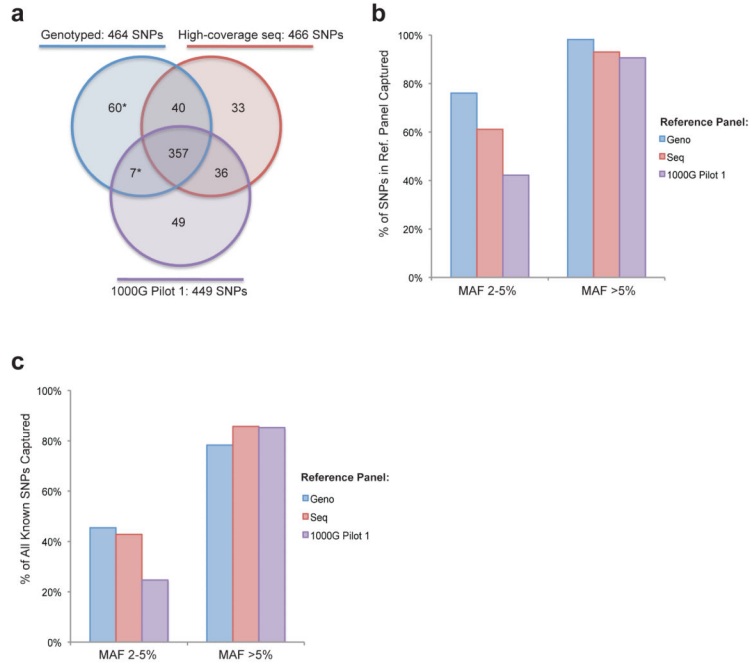 a
Genotyped: 464 SNPs
High-coverage seq: 466 SNPs
60*
40
33
357
7*
36
49
1000G Pilot 1: 449 SNPs
b
% of SNPs in Ref. Panel Captured
100%
80%
60%
40%
20%
0%
MAF 2-5%
MAF >5%
Reference Panel:
Geno
Seq
1000G Pilot 1
c
% of All Known SNPs Captured
100%
80%
60%
40%
20%
0%
MAF 2-5%
MAF >5%
Reference Panel:
Geno
Seq
1000G Pilot 1